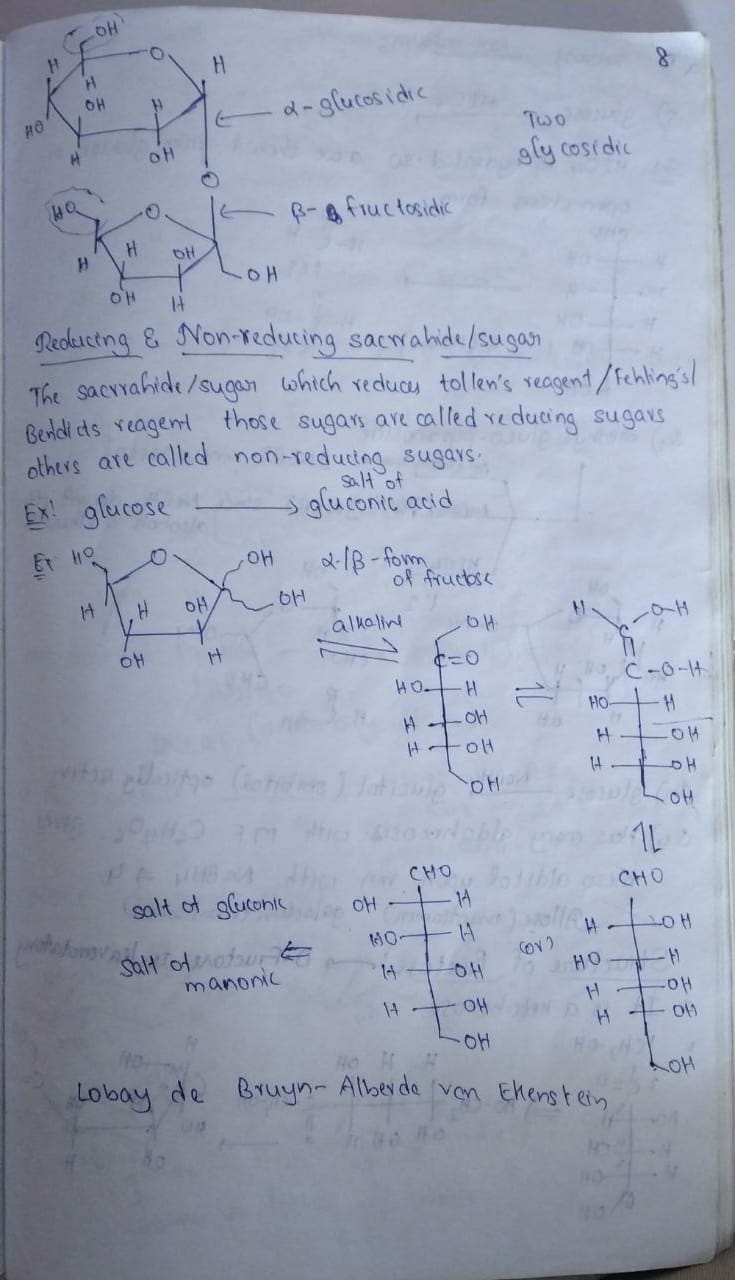 8
OH
H O H
H
OH H
HO
H OH
α-glucosidic
Two
glycosidic
O
HO O
β- fructosidic
H H OH
OH
OH H
Reducing & Non-reducing sacrrahide/sugar
The sacrrahide/sugar which reduces tollen's reagent/Fehling's/
Bendicts reagent those sugars are called reducing sugars
others are called non-reducing sugars.
salt of
Ex! glucose → gluconic acid
Ex HO O OH α-/β-form
of fructose
OH
H H OH
OH H
alkaline
OH
C=O
HO H
H OH
H OH
OH
H O-H
C
C-O-H
HO H
H OH
H OH
OH
CHO
OH H
HO H
H OH
H OH
OH
(or)
CHO
H OH
HO H
H OH
H OH
OH
salt of gluconic
salt of
manonic
Lobay de Bruyn- Alberda van Ekenstein